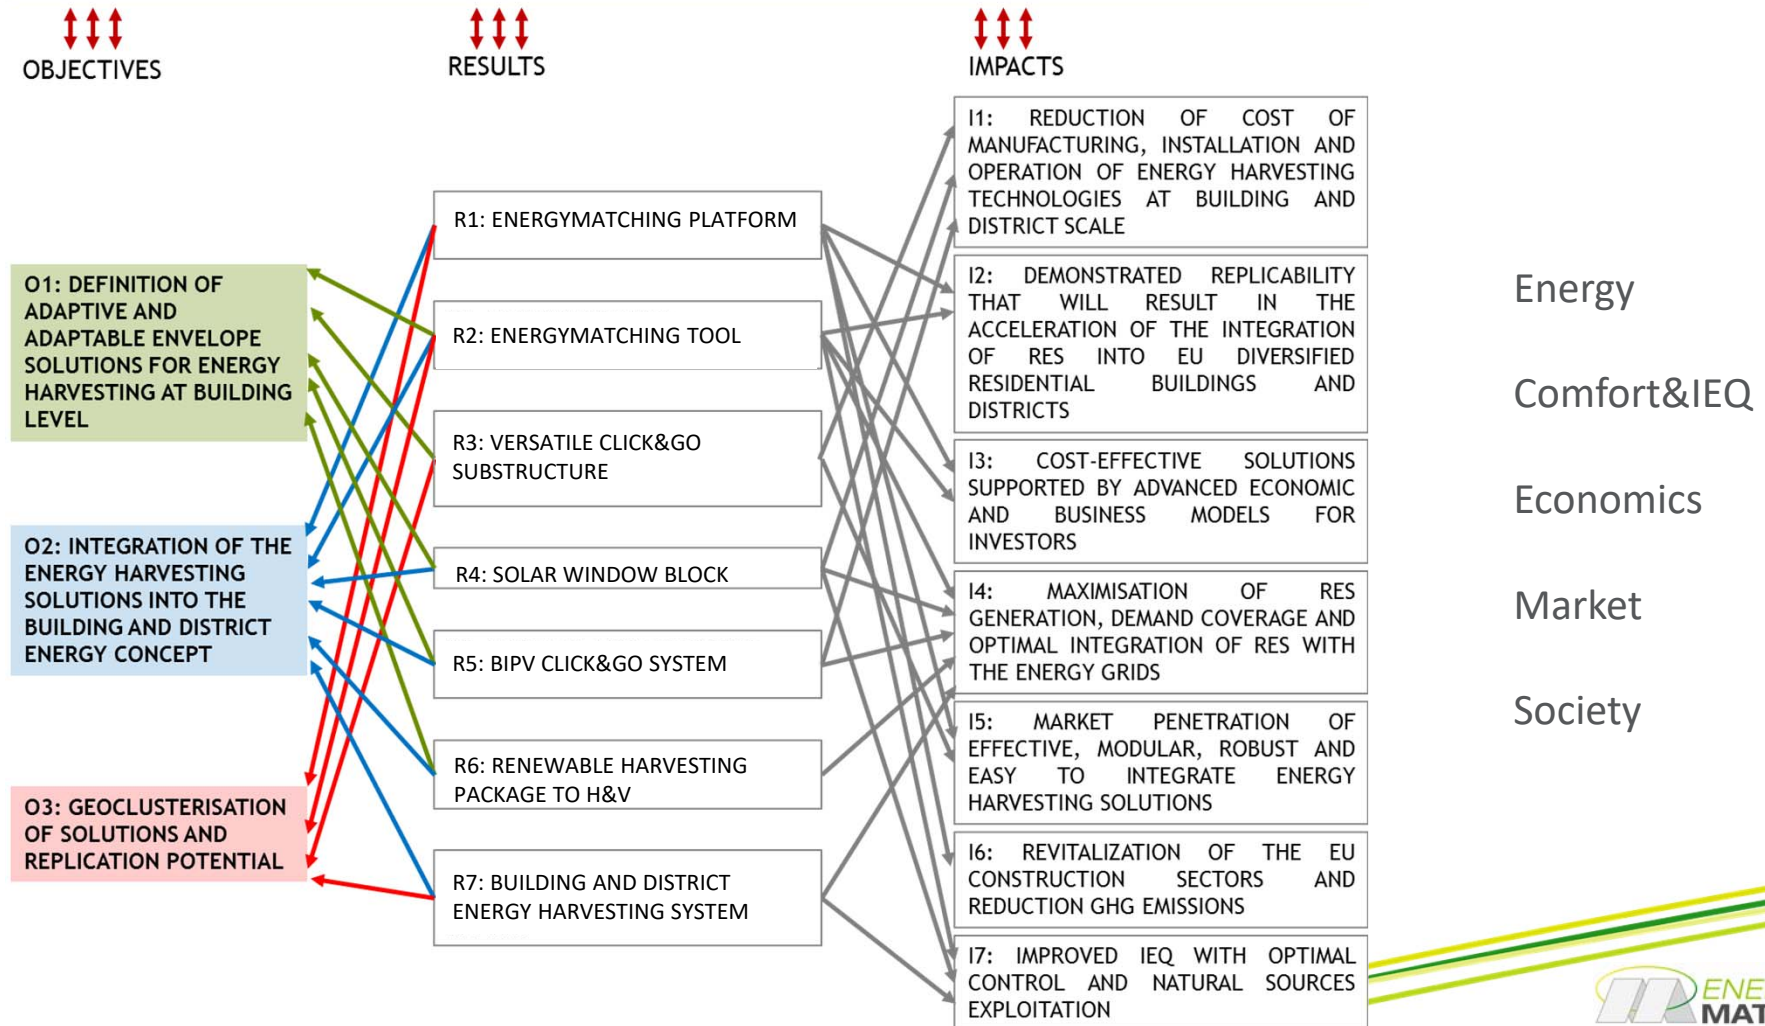 OBJECTIVES
RESULTS
IMPACTS
O1: DEFINITION OF
ADAPTIVE AND
ADAPTABLE ENVELOPE
SOLUTIONS FOR ENERGY
HARVESTING AT BUILDING
LEVEL
O2: INTEGRATION OF THE
ENERGY HARVESTING
SOLUTIONS INTO THE
BUILDING AND DISTRICT
ENERGY CONCEPT
O3: GEOCLUSTERISATION
OF SOLUTIONS AND
REPLICATION POTENTIAL
R1: ENERGYMATCHING PLATFORM
R2: ENERGYMATCHING TOOL
R3: VERSATILE CLICK&GO
SUBSTRUCTURE
R4: SOLAR WINDOW BLOCK
R5: BIPV CLICK&GO SYSTEM
R6: RENEWABLE HARVESTING
PACKAGE TO H&V
R7: BUILDING AND DISTRICT
ENERGY HARVESTING SYSTEM
I1: REDUCTION OF COST OF
MANUFACTURING, INSTALLATION AND
OPERATION OF ENERGY HARVESTING
TECHNOLOGIES AT BUILDING AND
DISTRICT SCALE
I2: DEMONSTRATED REPLICABILITY
THAT WILL RESULT IN THE
ACCELERATION OF THE INTEGRATION
OF RES INTO EU DIVERSIFIED
RESIDENTIAL BUILDINGS AND
DISTRICTS
I3: COST-EFFECTIVE SOLUTIONS
SUPPORTED BY ADVANCED ECONOMIC
AND BUSINESS MODELS FOR
INVESTORS
I4: MAXIMISATION OF RES
GENERATION, DEMAND COVERAGE AND
OPTIMAL INTEGRATION OF RES WITH
THE ENERGY GRIDS
I5: MARKET PENETRATION OF
EFFECTIVE, MODULAR, ROBUST AND
EASY TO INTEGRATE ENERGY
HARVESTING SOLUTIONS
I6: REVITALIZATION OF THE EU
CONSTRUCTION SECTORS AND
REDUCTION GHG EMISSIONS
I7: IMPROVED IEQ WITH OPTIMAL
CONTROL AND NATURAL SOURCES
EXPLOITATION
Energy
Comfort&IEQ
Economics
Market
Society
ENE
MAT